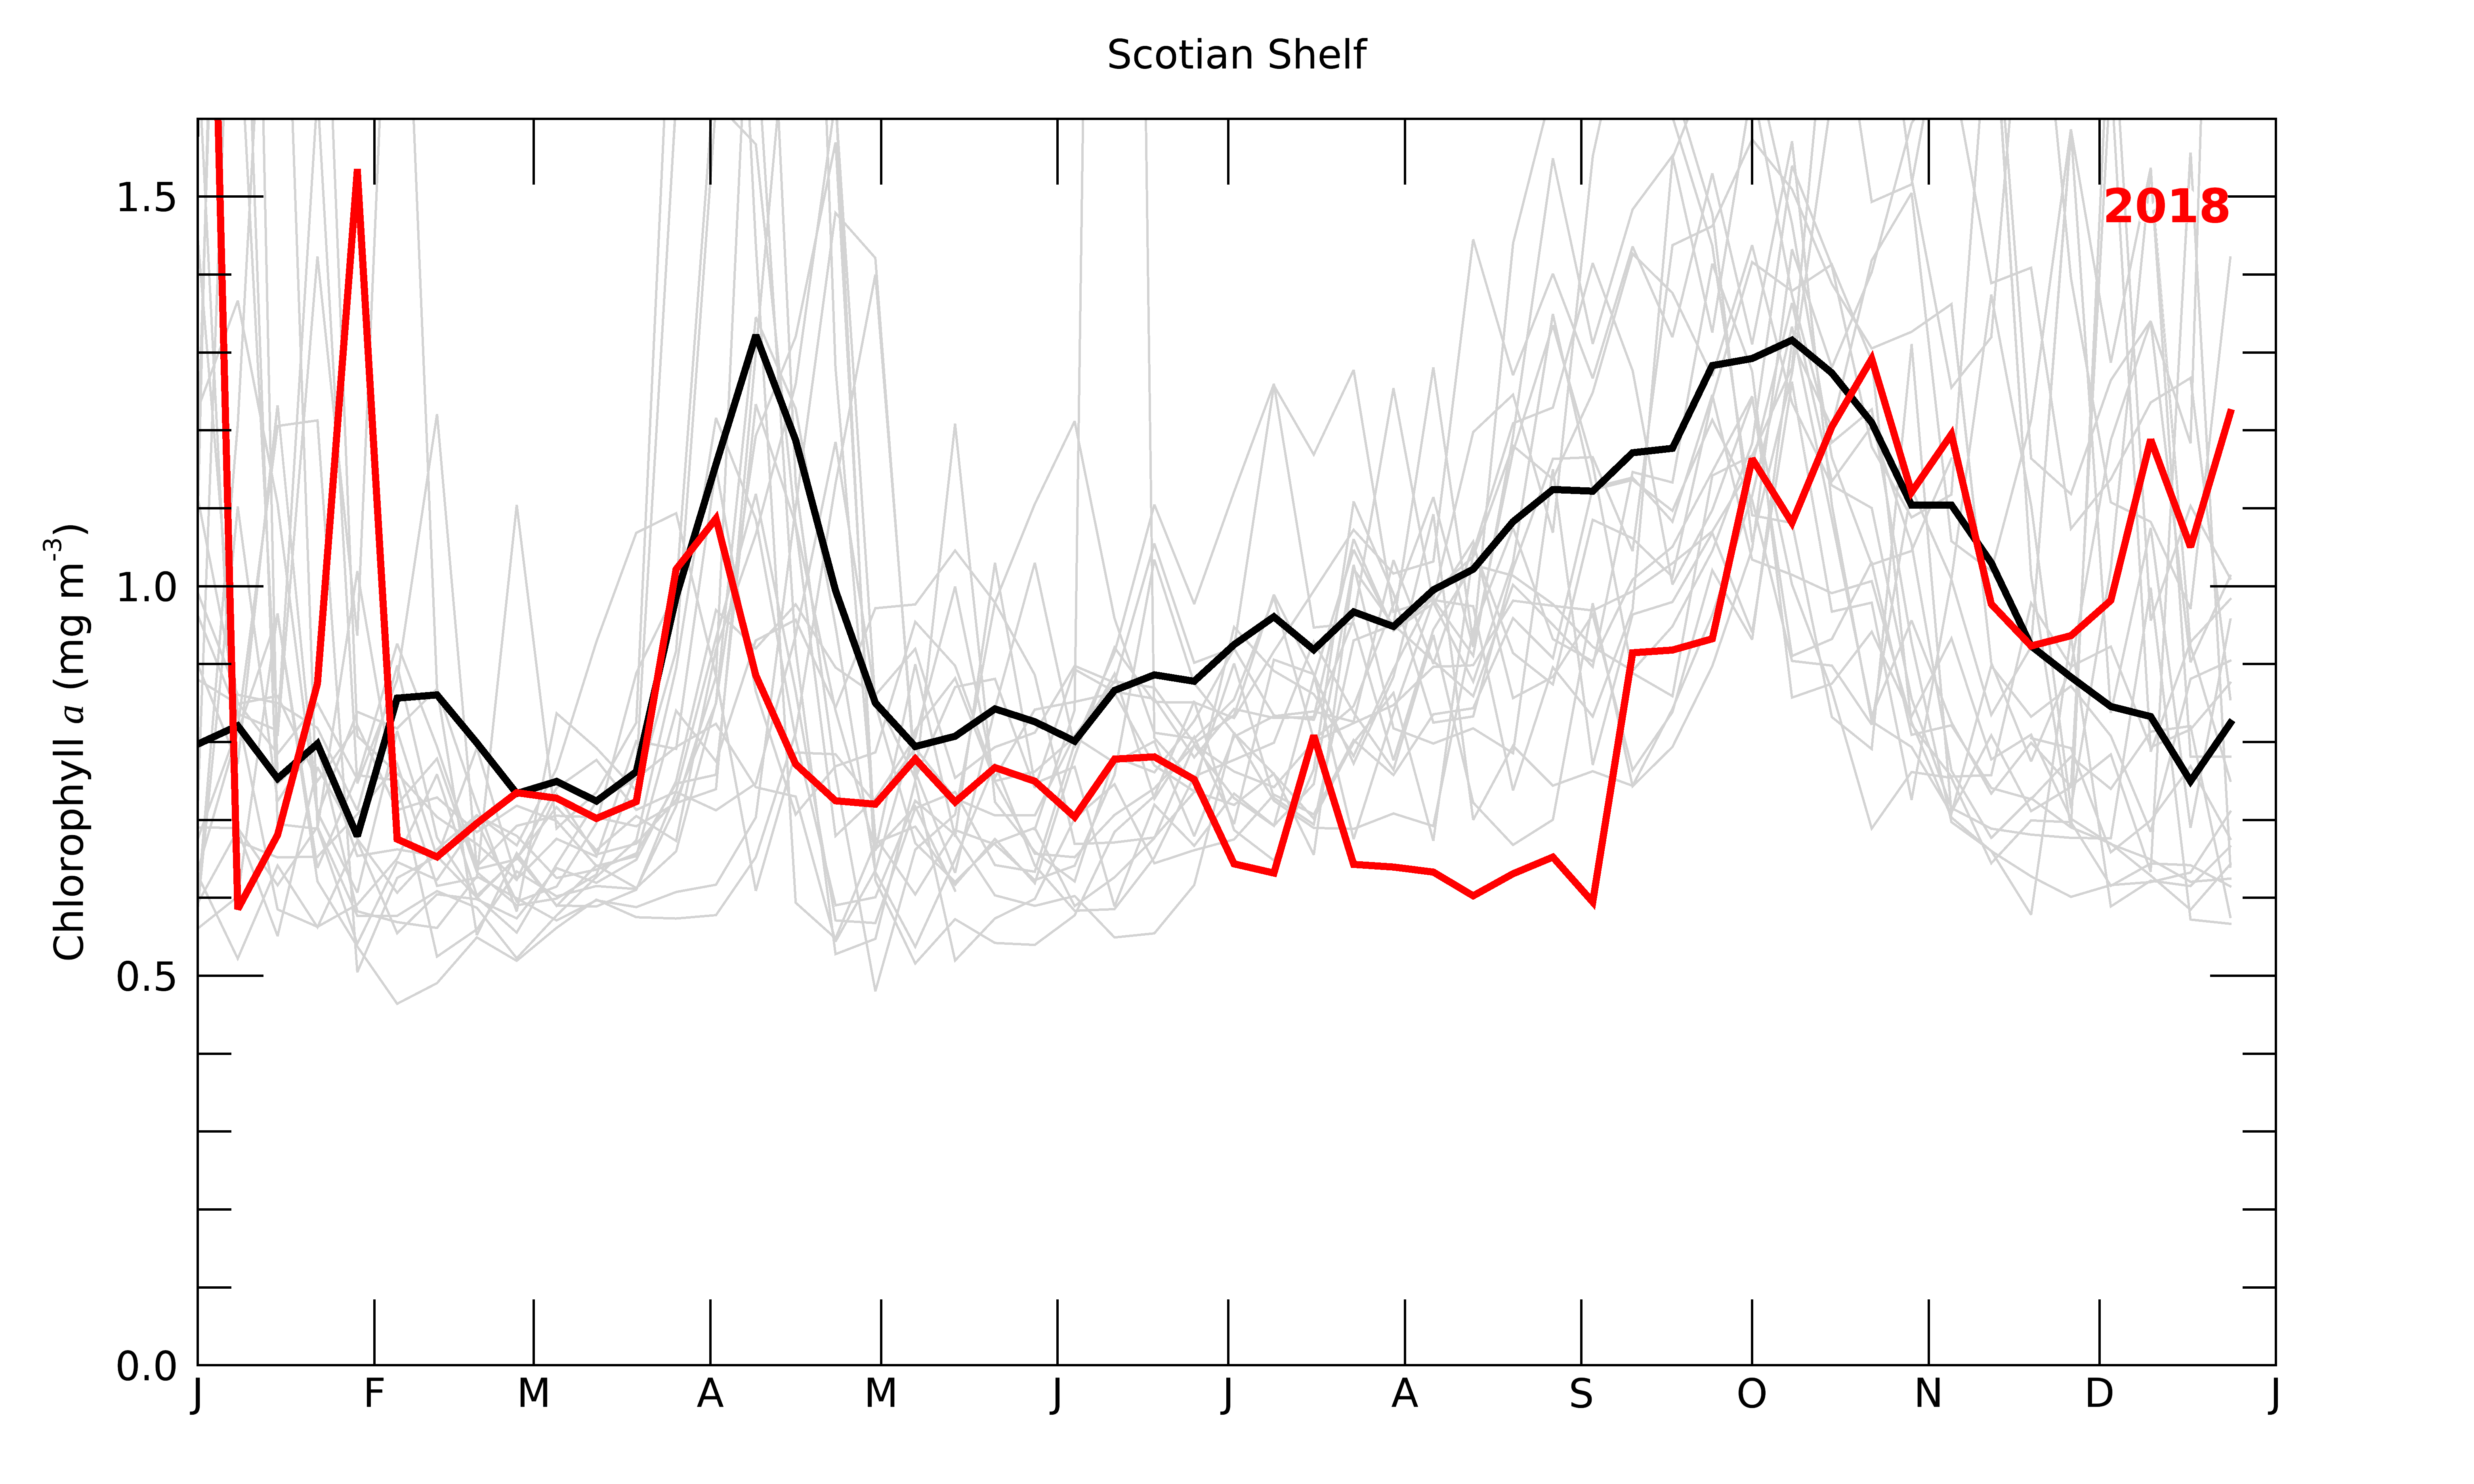 Scotian Shelf
2018
Chlorophyll a (mg m⁻³)
1.5
1.0
0.5
0.0
J F M A M J J A S O N D J